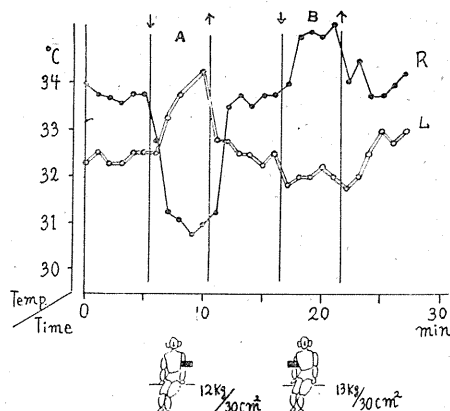 ↓ A ↑ ↓ B ↑
°C
R
34
L
33
32
31
30
Temp.
Time
0 10 20 30
min
12Kg/30cm² 13Kg/30cm²